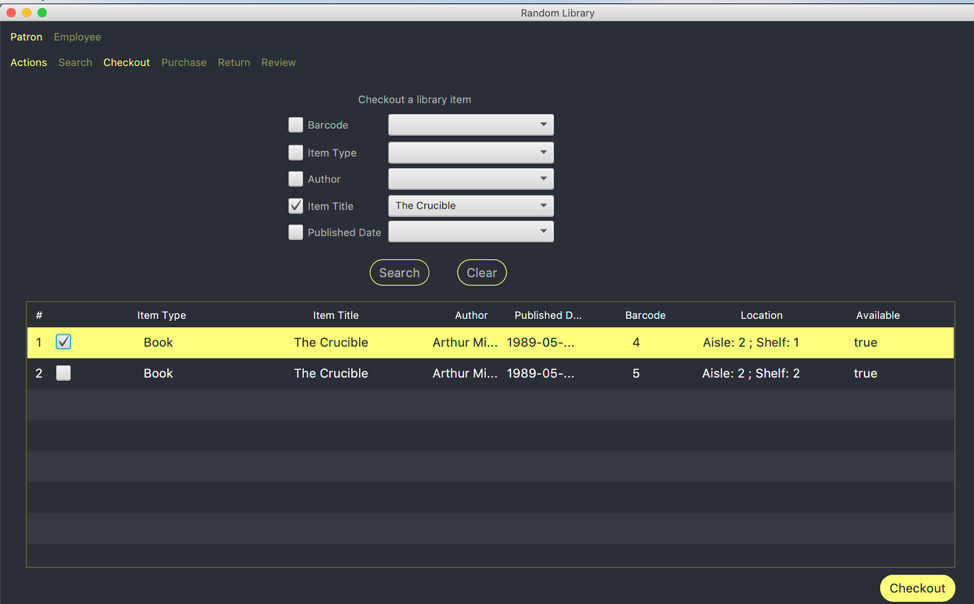 Random Library
Patron Employee
Actions Search Checkout Purchase Return Review
Checkout a library item
Barcode
Item Type
Author
Item Title The Crucible
Published Date
Search Clear
# Item Type Item Title Author Published D... Barcode Location Available
1 Book The Crucible Arthur Mi... 1989-05-... 4 Aisle: 2 ; Shelf: 1 true
2 Book The Crucible Arthur Mi... 1989-05-... 5 Aisle: 2 ; Shelf: 2 true
Checkout